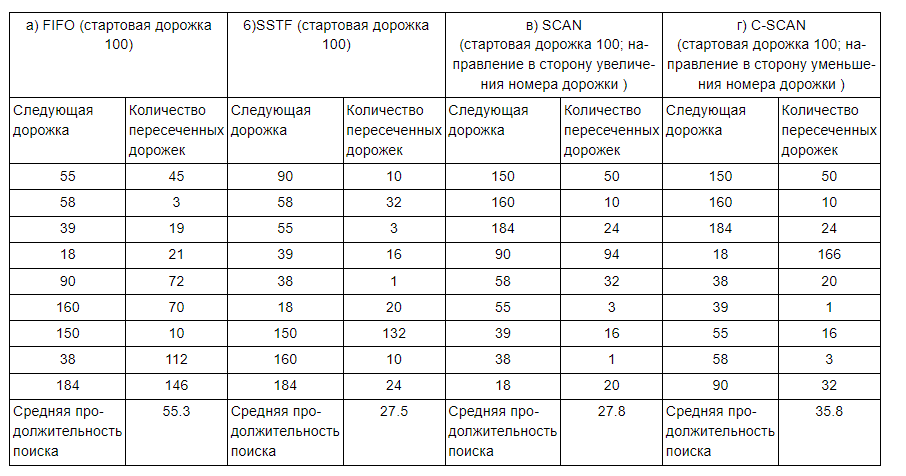 а) FIFO (стартовая дорожка 100)	б)SSTF (стартовая дорожка 100)	в) SCAN (стартовая дорожка 100; на-	г) C-SCAN (стартовая дорожка 100; на-
правление в сторону увеличе-	правление в сторону уменьше-
ния номера дорожки )	ния номера дорожки )
Следующая	Количество	Следующая	Количество	Следующая	Количество	Следующая	Количество
дорожка	пересеченных	дорожка	пересеченных	дорожка	пересеченных	дорожка	пересеченных
дорожек	дорожек	дорожек	дорожек
55	45	90	10	150	50	150	50
58	3	58	32	160	10	160	10
39	19	55	3	184	24	184	24
18	21	39	16	90	94	18	166
90	72	38	1	58	32	38	20
160	70	18	20	55	3	39	1
150	10	150	132	39	16	55	16
38	112	160	10	38	1	58	3
184	146	184	24	18	20	90	32
Средняя про-	55.3	Средняя про-	27.5	Средняя про-	27.8	Средняя про-	35.8
должительность	должительность	должительность	должительность
поиска	поиска	поиска	поиска